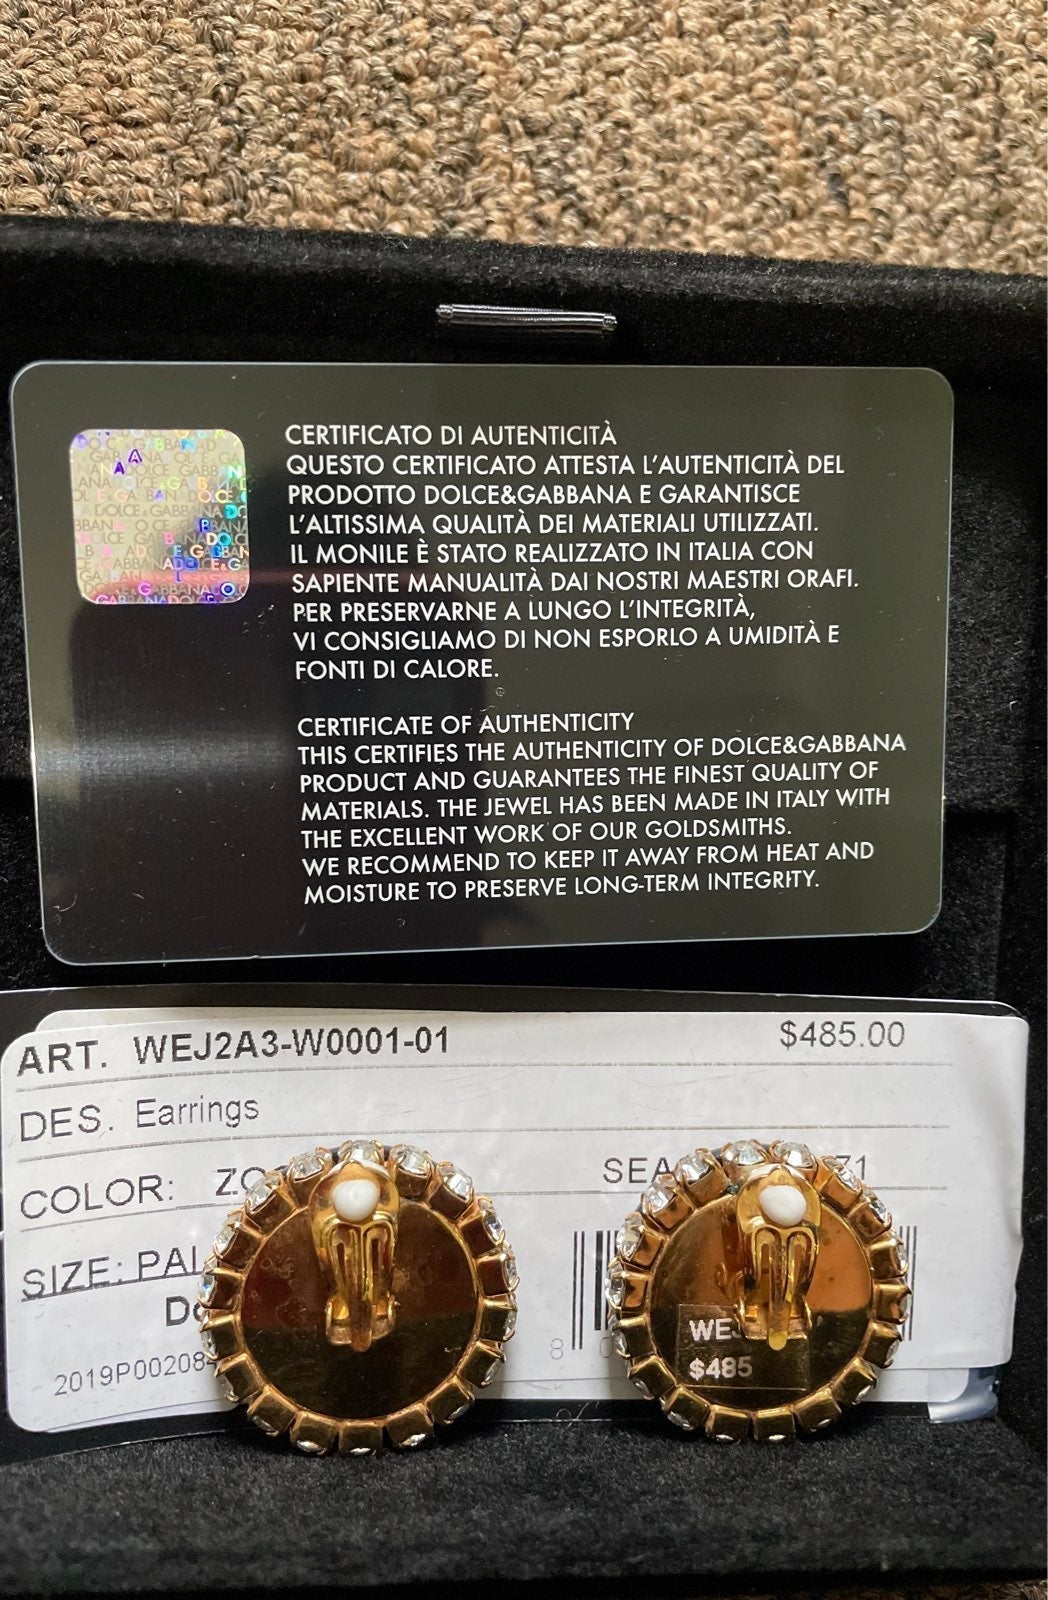 CERTIFICATO DI AUTENTICITÀ
QUESTO CERTIFICATO ATTESTA L'AUTENTICITÀ DEL
PRODOTTO DOLCE&GABBANA E GARANTISCE
L'ALTISSIMA QUALITÀ DEI MATERIALI UTILIZZATI.
IL MONILE È STATO REALIZZATO IN ITALIA CON
SAPIENTE MANUALITÀ DAI NOSTRI MAESTRI ORAFI.
PER PRESERVARNE A LUNGO L'INTEGRITÀ,
VI CONSIGLIAMO DI NON ESPORLO A UMIDITÀ E
FONTI DI CALORE.
CERTIFICATE OF AUTHENTICITY
THIS CERTIFIES THE AUTHENTICITY OF DOLCE&GABBANA
PRODUCT AND GUARANTEES THE FINEST QUALITY OF
MATERIALS. THE JEWEL HAS BEEN MADE IN ITALY WITH
THE EXCELLENT WORK OF OUR GOLDSMITHS.
WE RECOMMEND TO KEEP IT AWAY FROM HEAT AND
MOISTURE TO PRESERVE LONG-TERM INTEGRITY.
ART. WEJ2A3-W0001-01 $485.00
DES. Earrings
COLOR:
SIZE:
$485